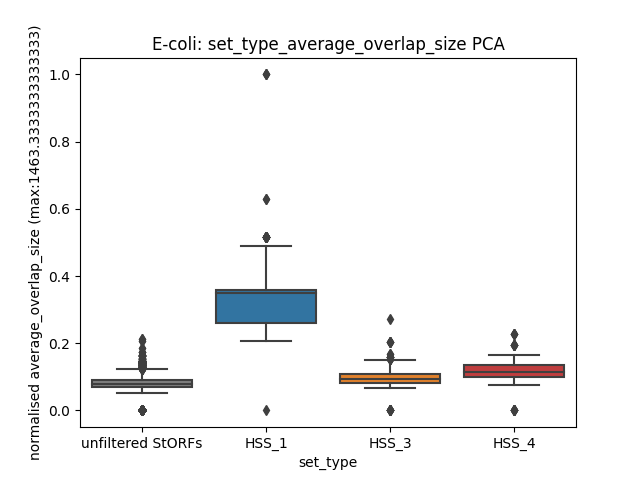 E-coli: set_type_average_overlap_size PCA
normalised average_overlap_size (max:1463.3333333333333)
1.0
0.8
0.6
0.4
0.2
0.0
unfiltered StORFs
HSS_1
HSS_3
HSS_4
set_type